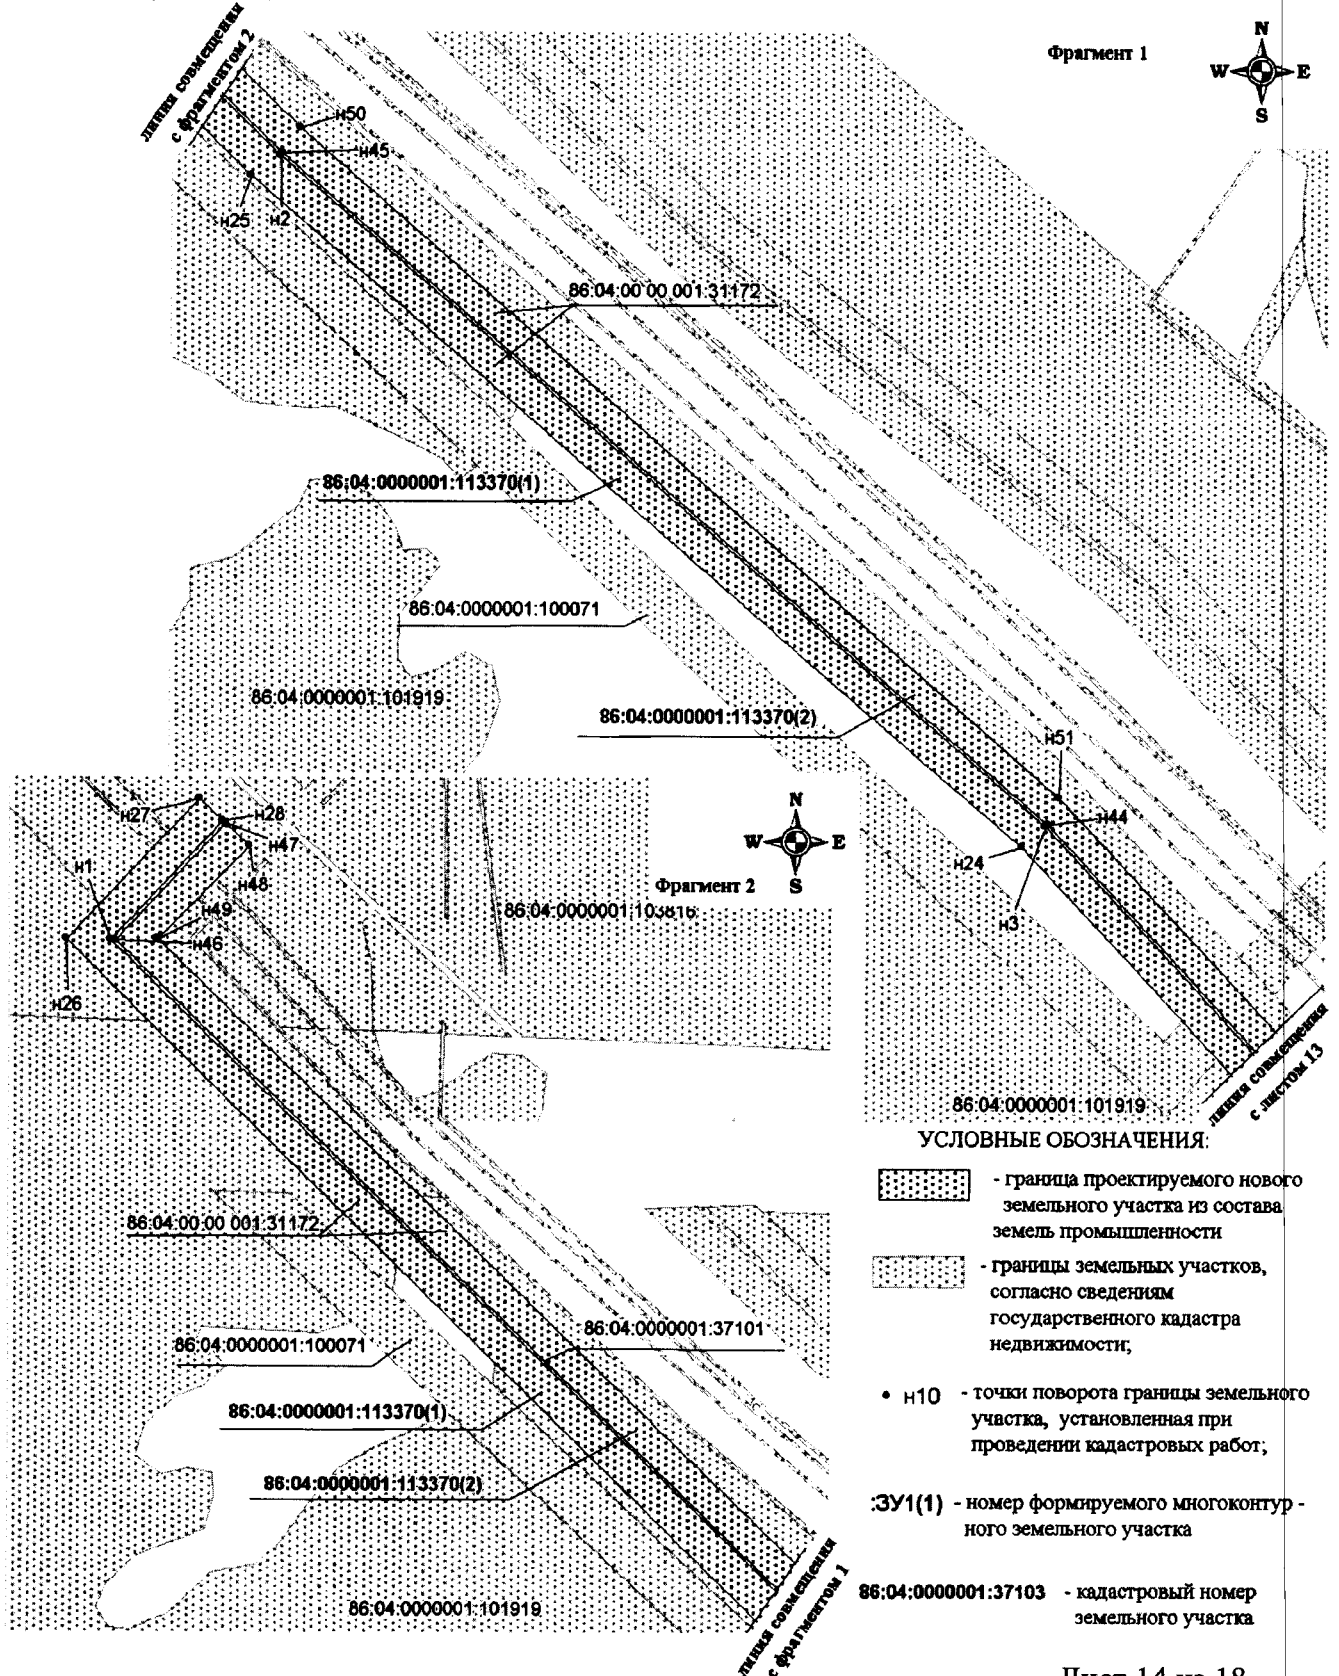 линия совмещения
с фрагментом 2
Фрагмент 1
N
W E
S
н50
н45
н25
н2
86:04:00 00 001:31172
86:04:0000001:113370(1)
86:04:0000001:100071
86:04:0000001:101919
86:04:0000001:113370(2)
н51
н44
н24
н3
86:04:0000001:101919
линия совмещения
с листом 13
N
W E
S
Фрагмент 2
н27
н28
н47
н1
н48
н49
н46
н26
86:04:0000001:103816
86:04:00 00 001:31172
86:04:0000001:37101
86:04:0000001:100071
86:04:0000001:113370(1)
86:04:0000001:113370(2)
86:04:0000001:101919
линия совмещения
с фрагментом 1
УСЛОВНЫЕ ОБОЗНАЧЕНИЯ:
- граница проектируемого нового
земельного участка из состава
земель промышленности
- границы земельных участков,
согласно сведениям
государственного кадастра
недвижимости;
• н10 - точки поворота границы земельного
участка, установленная при
проведении кадастровых работ;
:ЗУ1(1) - номер формируемого многоконтур -
ного земельного участка
86:04:0000001:37103 - кадастровый номер
земельного участка
Лист 14 из 18